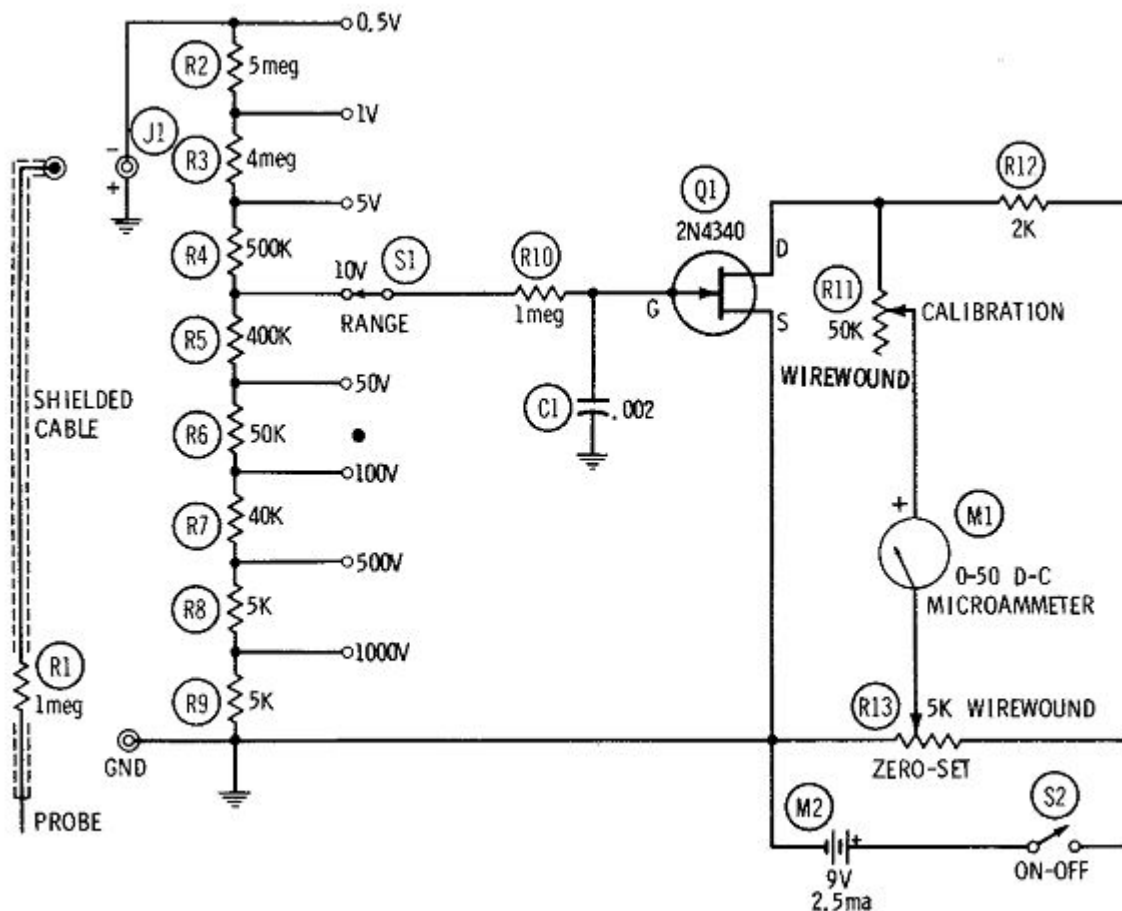 0.5V
R2
5meg
1V
J1
-
+
R3
4meg
5V
R4
500K
10V
S1
RANGE
R5
400K
50V
R6
50K
100V
R7
40K
500V
R8
5K
1000V
R9
5K
SHIELDED
CABLE
R1
1meg
PROBE
GND
R10
1meg
C1
.002
Q1
2N4340
D
G
S
R12
2K
R11
50K
CALIBRATION
WIREWOUND
+
M1
0-50 D-C
MICROAMMETER
R13
5K WIREWOUND
ZERO-SET
M2
+
9V
2.5ma
S2
ON-OFF